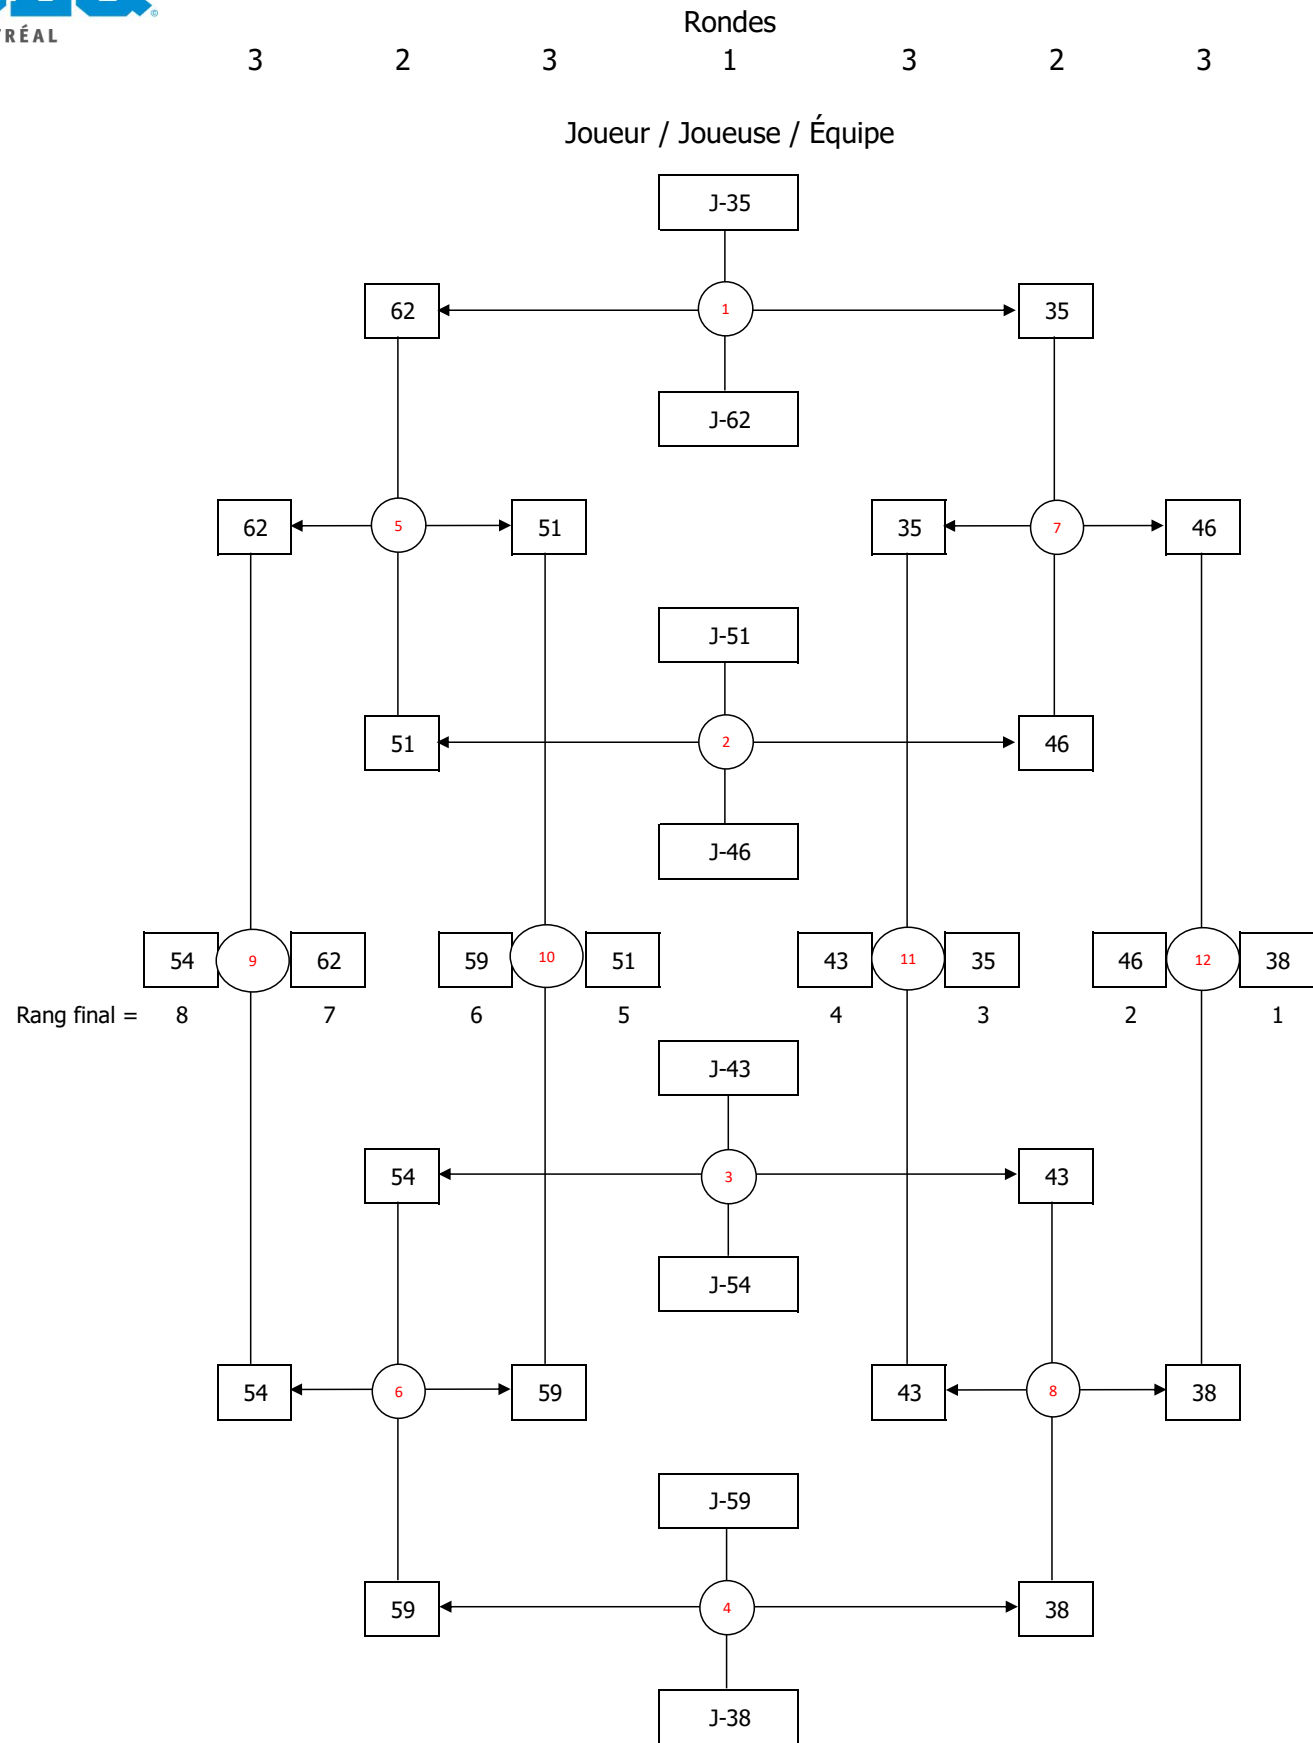 RÉAL
Rondes
3 2 3 1 3 2 3
Joueur / Joueuse / Équipe
J-35
62 1 35
J-62
62 5 51 35 7 46
J-51
51 2 46
J-46
54 9 62 59 10 51 43 11 35 46 12 38
Rang final = 8 7 6 5 4 3 2 1
J-43
54 3 43
J-54
54 6 59 43 8 38
J-59
59 4 38
J-38